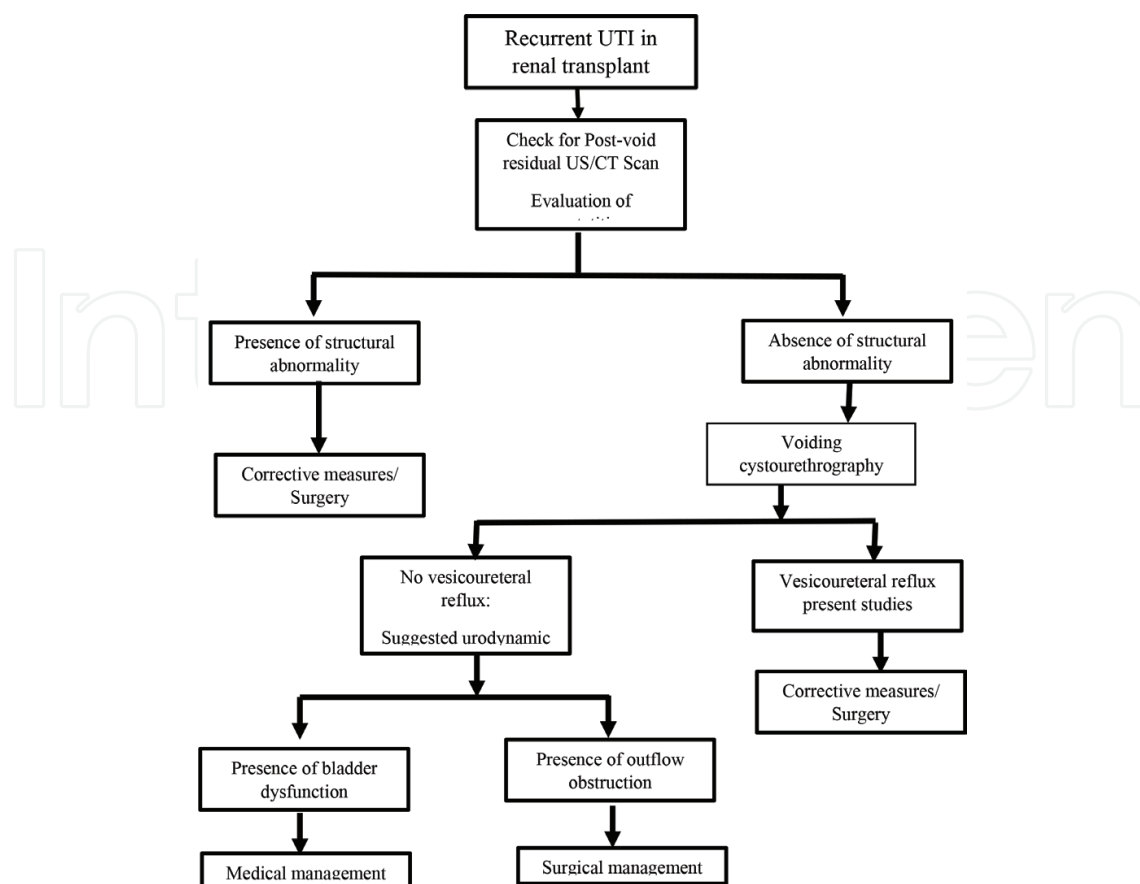 Recurrent UTI in
renal transplant
Check for Post-void
residual US/CT Scan
Evaluation of
Presence of structural
abnormality
Absence of structural
abnormality
Corrective measures/
Surgery
Voiding
cystourethrography
No vesicoureteral
reflux:
Suggested urodynamic
Vesicoureteral reflux
present studies
Corrective measures/
Surgery
Presence of bladder
dysfunction
Presence of outflow
obstruction
Medical management
Surgical management